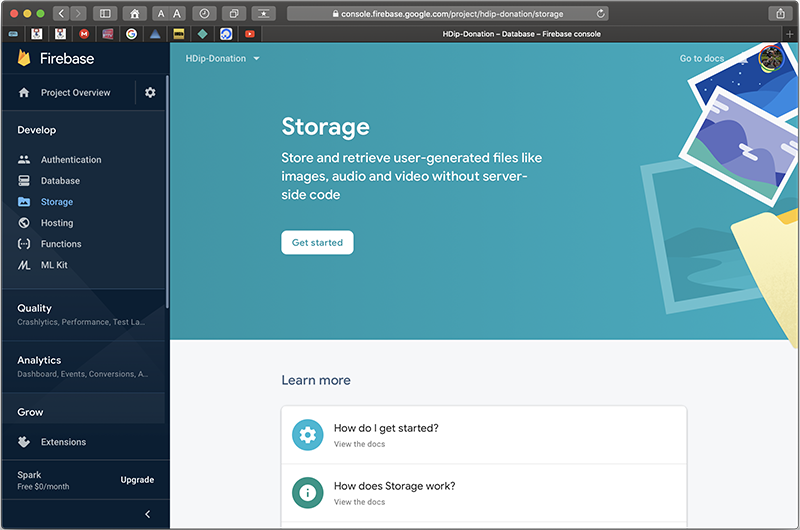 console.firebase.google.com/project/hdip-donation/storage
HDip-Donation – Database – Firebase console
Firebase
Project Overview
Develop
Authentication
Database
Storage
Hosting
Functions
ML Kit
Quality
Crashlytics, Performance, Test La...
Analytics
Dashboard, Events, Conversions, A...
Grow
Extensions
Spark
Free $0/month
Upgrade
HDip-Donation
Go to docs
Storage
Store and retrieve user-generated files like
images, audio and video without server-
side code
Get started
Learn more
How do I get started?
View the docs
How does Storage work?
View the docs